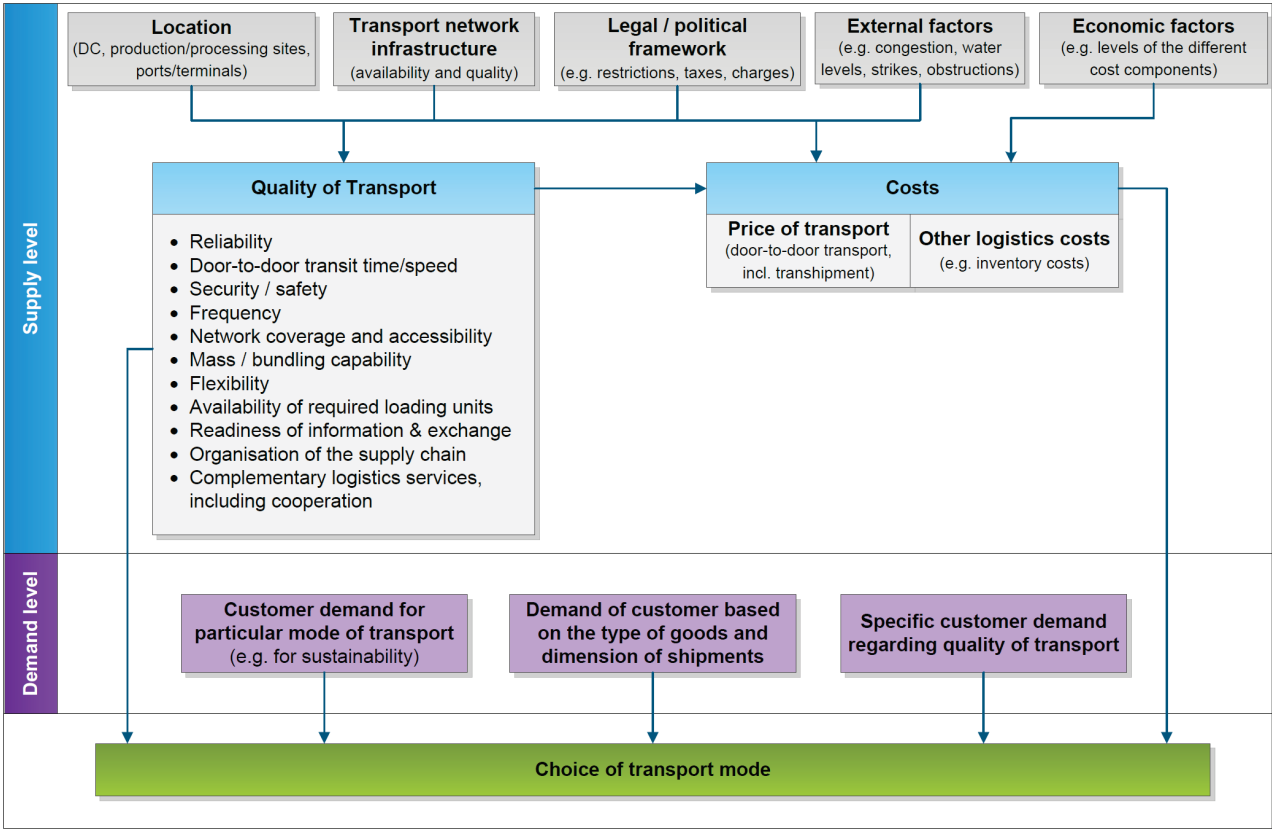 Location
(DC, production/processing sites,
ports/terminals)
Transport network
infrastructure
(availability and quality)
Legal / political
framework
(e.g. restrictions, taxes, charges)
External factors
(e.g. congestion, water
levels, strikes, obstructions)
Economic factors
(e.g. levels of the different
cost components)
Supply level
Quality of Transport
• Reliability
• Door-to-door transit time/speed
• Security / safety
• Frequency
• Network coverage and accessibility
• Mass / bundling capability
• Flexibility
• Availability of required loading units
• Readiness of information & exchange
• Organisation of the supply chain
• Complementary logistics services,
including cooperation
Costs
Price of transport
(door-to-door transport,
incl. transhipment)
Other logistics costs
(e.g. inventory costs)
Demand level
Customer demand for
particular mode of transport
(e.g. for sustainability)
Demand of customer based
on the type of goods and
dimension of shipments
Specific customer demand
regarding quality of transport
Choice of transport mode